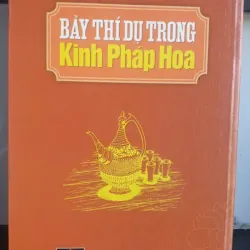 BẢY THÍ DỤ TRONG
Kinh Pháp Hoa